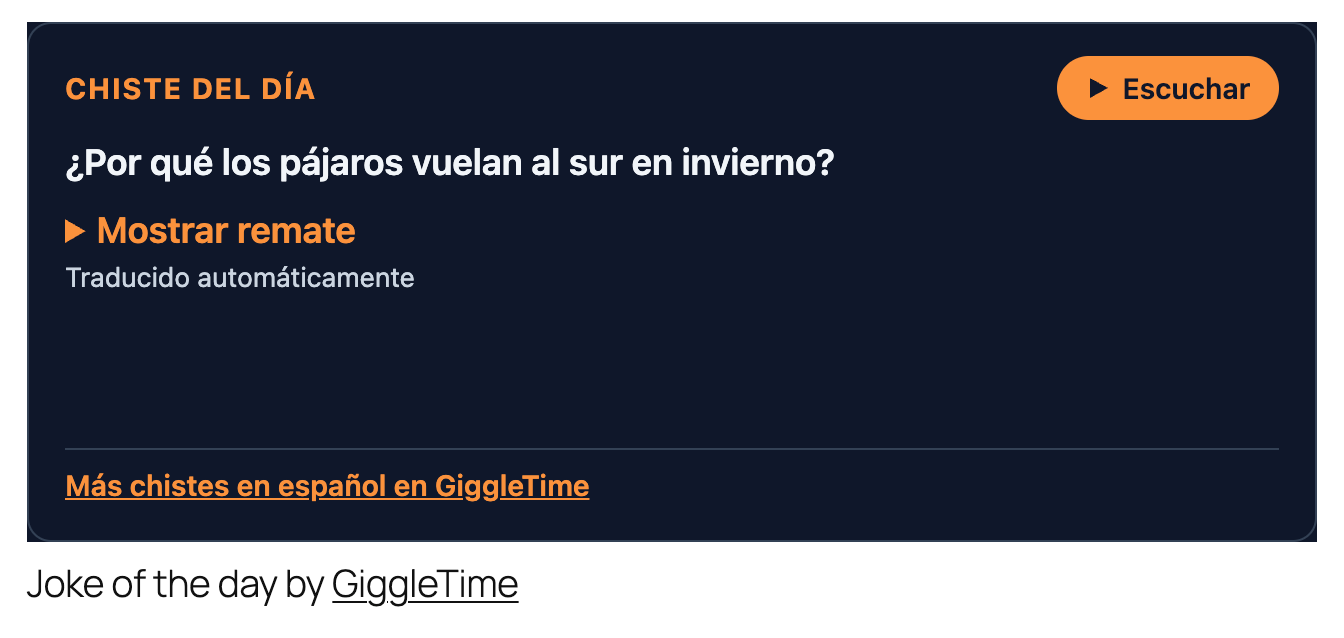 CHISTE DEL DÍA
▶ Escuchar
¿Por qué los pájaros vuelan al sur en invierno?
▶ Mostrar remate
Traducido automáticamente
Más chistes en español en GiggleTime
Joke of the day by GiggleTime